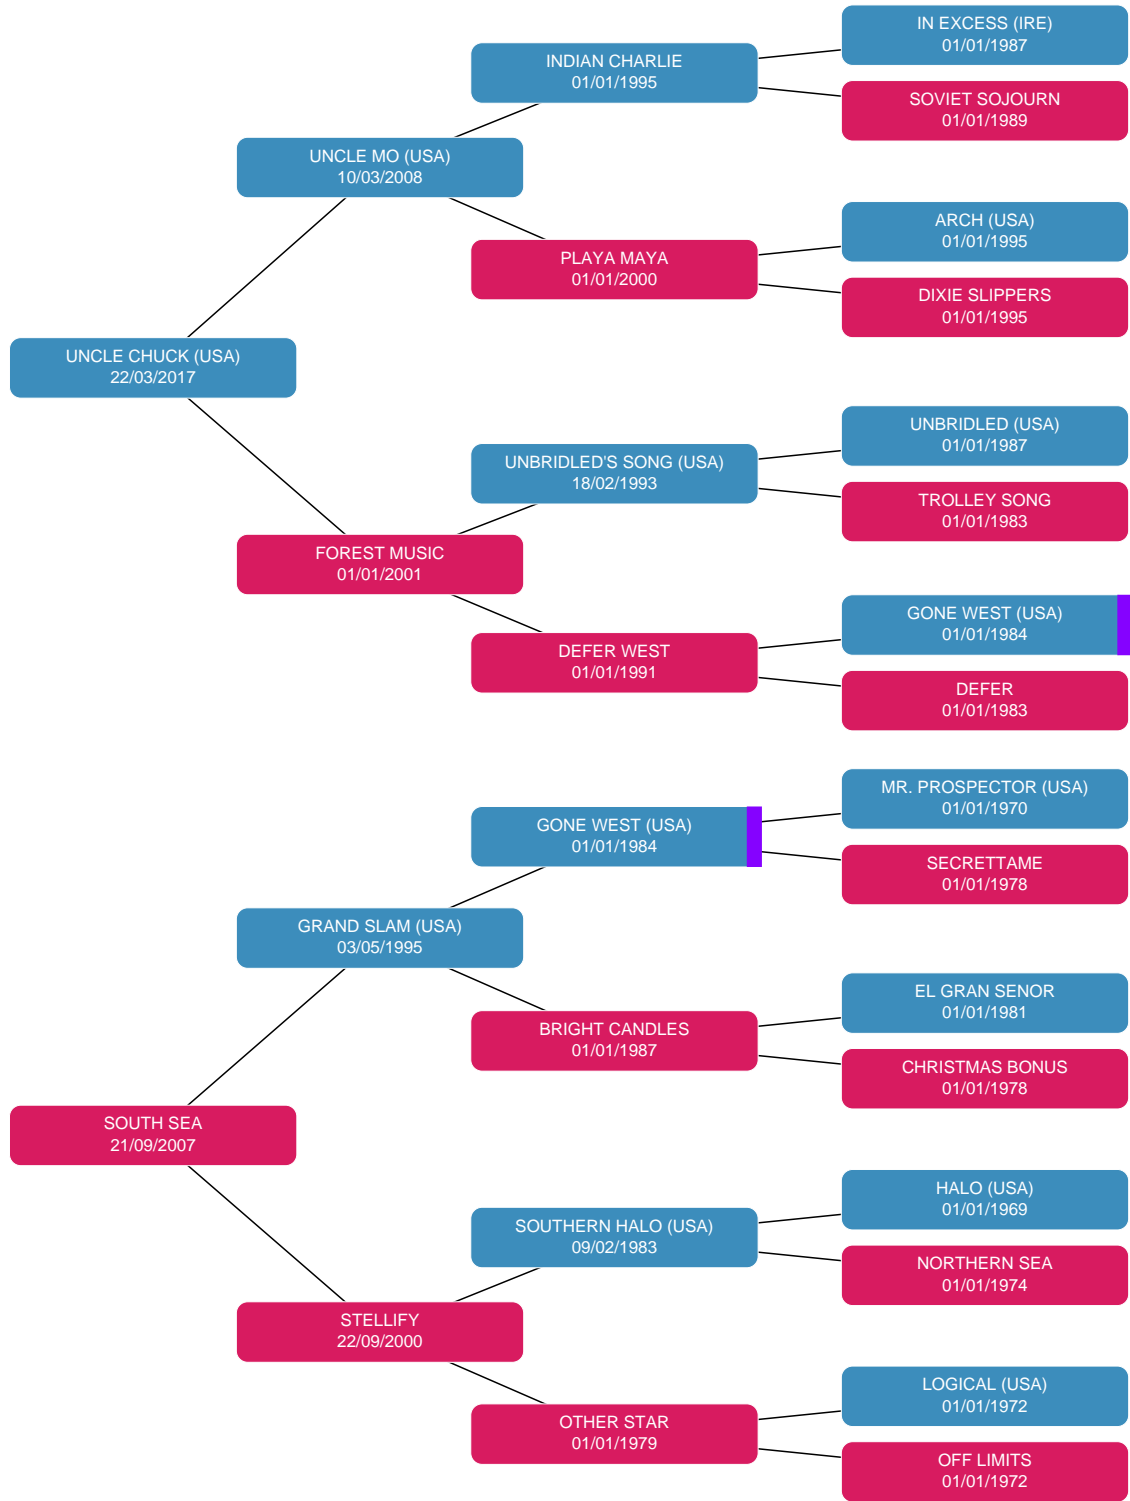 IN EXCESS (IRE)
01/01/1987
INDIAN CHARLIE
01/01/1995
SOVIET SOJOURN
01/01/1989
UNCLE MO (USA)
10/03/2008
ARCH (USA)
01/01/1995
PLAYA MAYA
01/01/2000
DIXIE SLIPPERS
01/01/1995
UNCLE CHUCK (USA)
22/03/2017
UNBRIDLED (USA)
01/01/1987
UNBRIDLED'S SONG (USA)
18/02/1993
TROLLEY SONG
01/01/1983
FOREST MUSIC
01/01/2001
GONE WEST (USA)
01/01/1984
DEFER WEST
01/01/1991
DEFER
01/01/1983
MR. PROSPECTOR (USA)
01/01/1970
GONE WEST (USA)
01/01/1984
SECRETTAME
01/01/1978
GRAND SLAM (USA)
03/05/1995
EL GRAN SENOR
01/01/1981
BRIGHT CANDLES
01/01/1987
CHRISTMAS BONUS
01/01/1978
SOUTH SEA
21/09/2007
HALO (USA)
01/01/1969
SOUTHERN HALO (USA)
09/02/1983
NORTHERN SEA
01/01/1974
STELLIFY
22/09/2000
LOGICAL (USA)
01/01/1972
OTHER STAR
01/01/1979
OFF LIMITS
01/01/1972